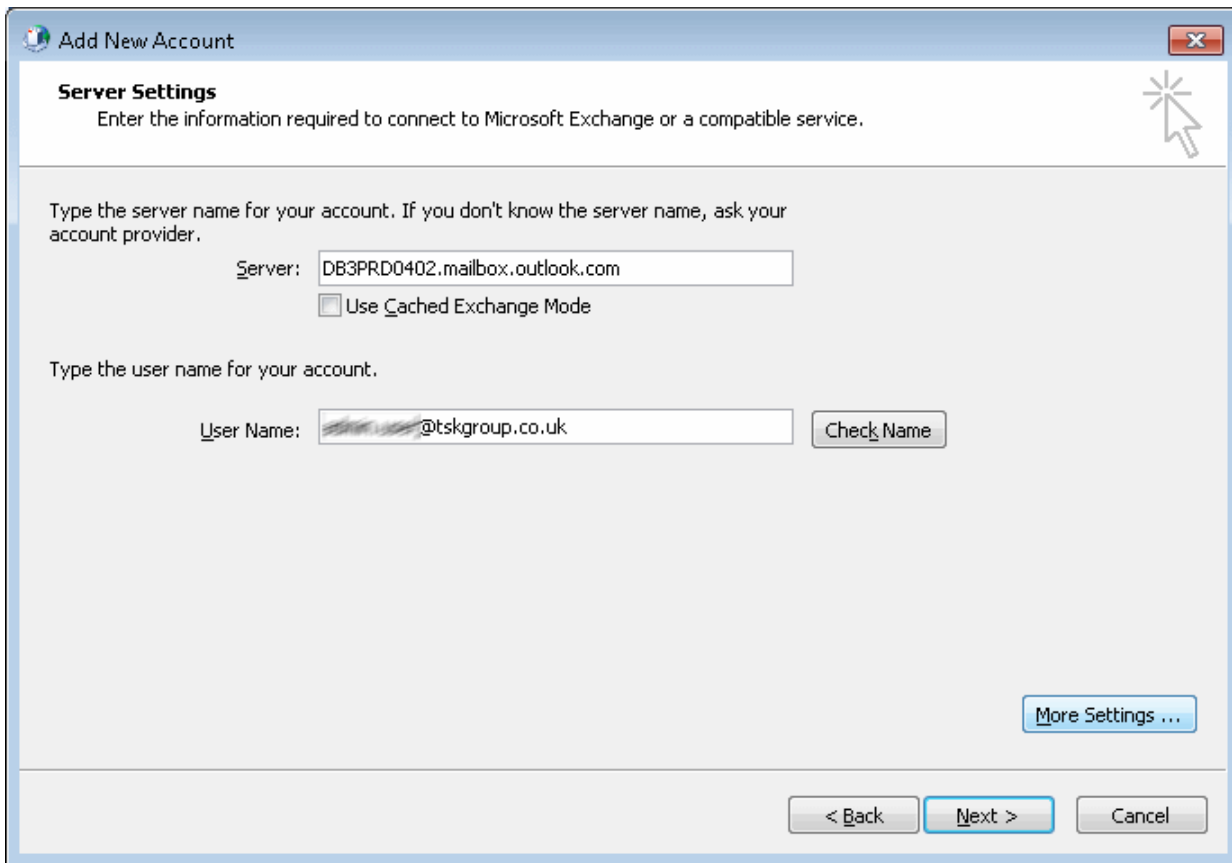 Add New Account
Server Settings
Enter the information required to connect to Microsoft Exchange or a compatible service.
Type the server name for your account. If you don't know the server name, ask your
account provider.
Server: DB3PRD0402.mailbox.outlook.com
Use Cached Exchange Mode
Type the user name for your account.
User Name: @tskgroup.co.uk Check Name
More Settings ...
< Back Next > Cancel